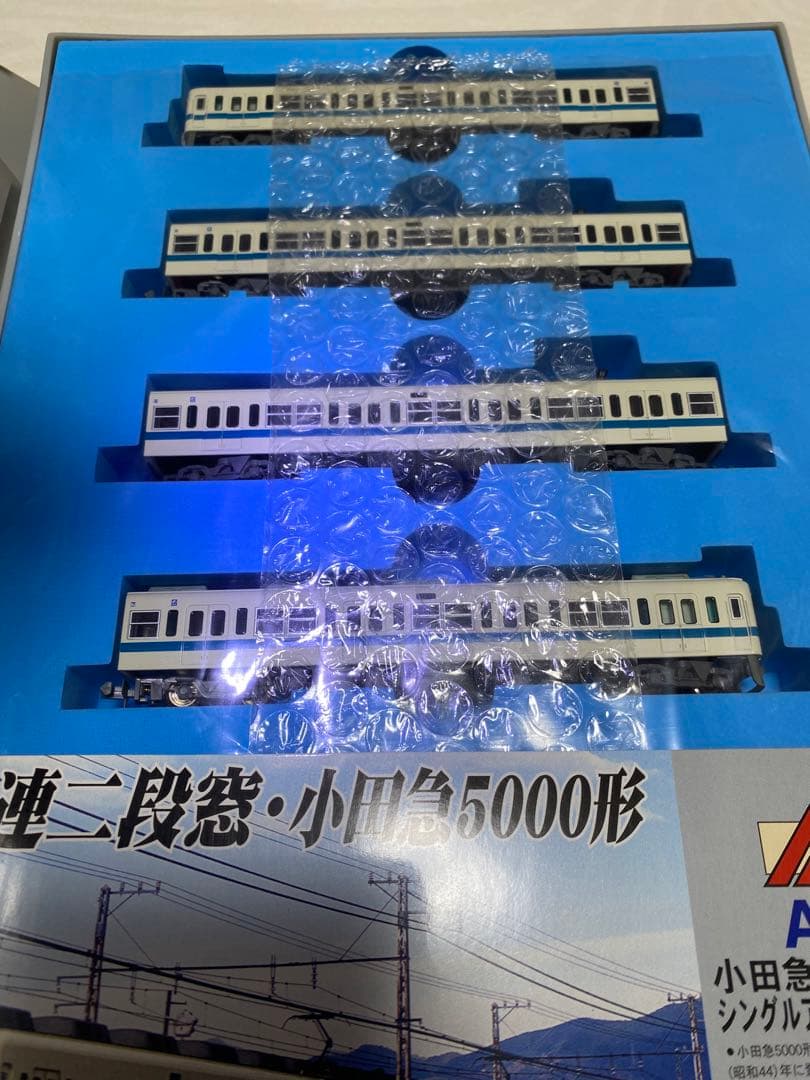 連二段窓・小田急5000形
A
小田急
シングルア
•小田急5000形
(昭和44)年に